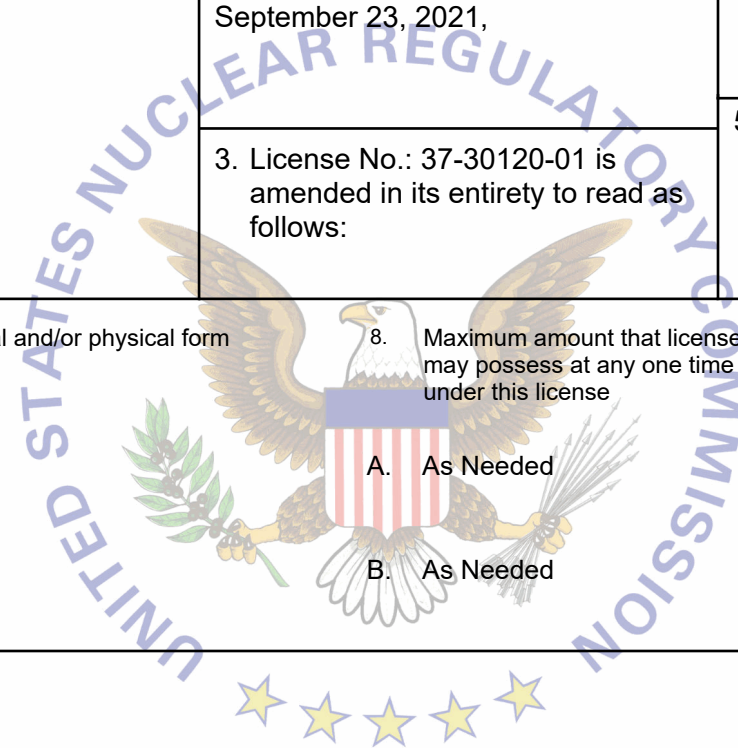 September 23, 2021,
3. License No.: 37-30120-01 is
amended in its entirety to read as
follows:
and/or physical form
8. Maximum amount that license
may possess at any one time
under this license
A. As Needed
B. As Needed
UNITED STATES NUCLEAR REGULATORY COMMISSION